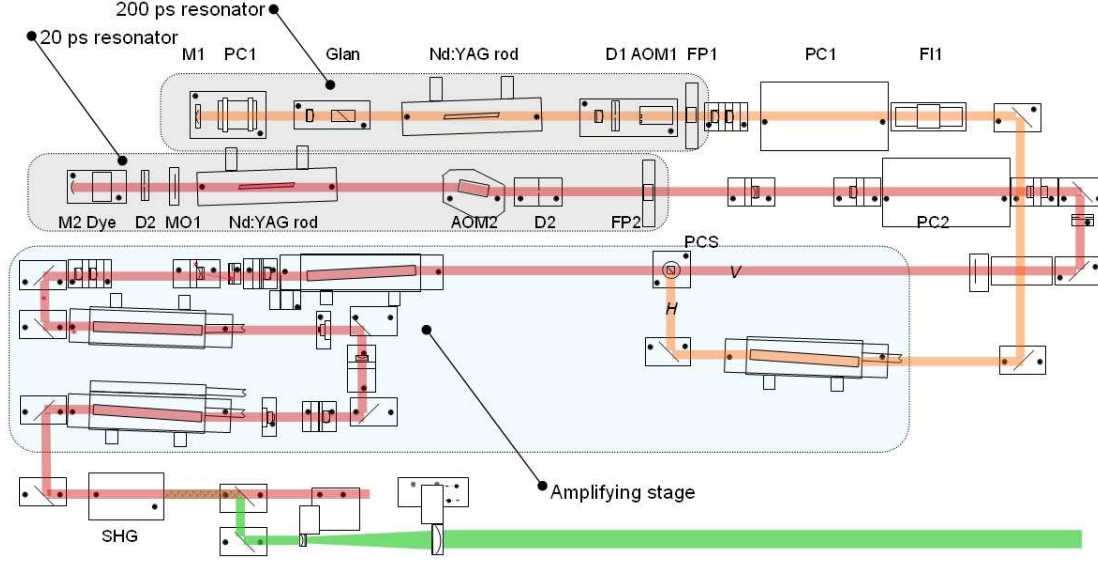 200 ps resonator
20 ps resonator
M1 PC1 Glan Nd:YAG rod D1 AOM1 FP1 PC1 FI1
M2 Dye D2 MO1 Nd:YAG rod AOM2 D2 FP2 PC2
PCS
V
H
Amplifying stage
SHG